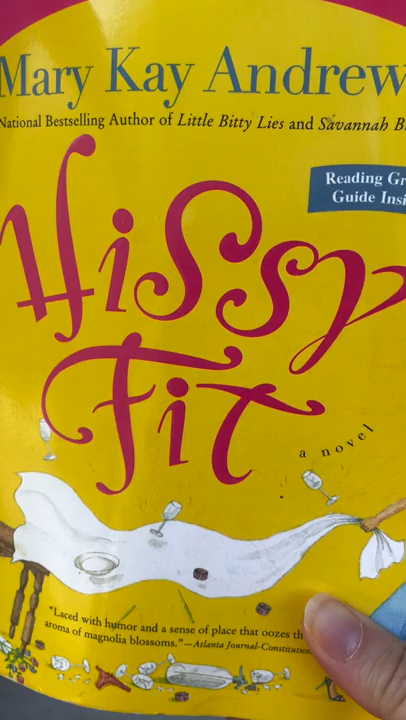 Mary Kay Andrew
National Bestselling Author of Little Bitty Lies and Savannah B
Reading Gr
Guide Insi
Hissy
Fit
a novel
"Laced with humor and a sense of place that oozes th
aroma of magnolia blossoms." —Atlanta Journal-Constitution